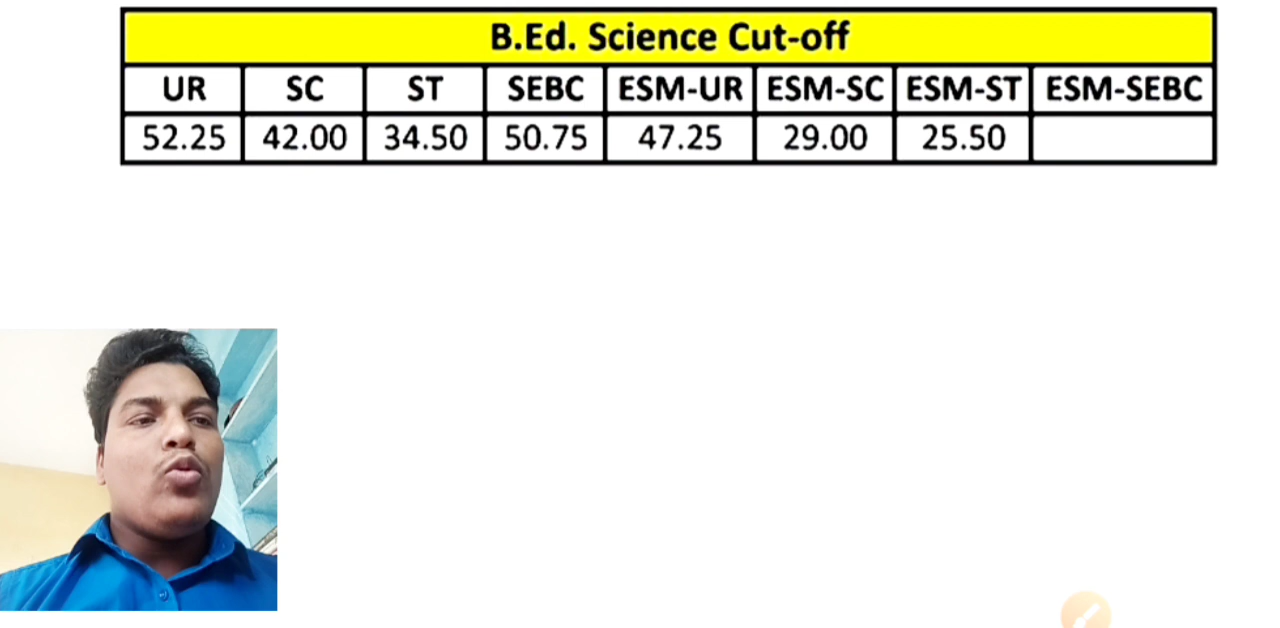 B.Ed. Science Cut-off
UR SC ST SEBC ESM-UR ESM-SC ESM-ST ESM-SEBC
52.25 42.00 34.50 50.75 47.25 29.00 25.50